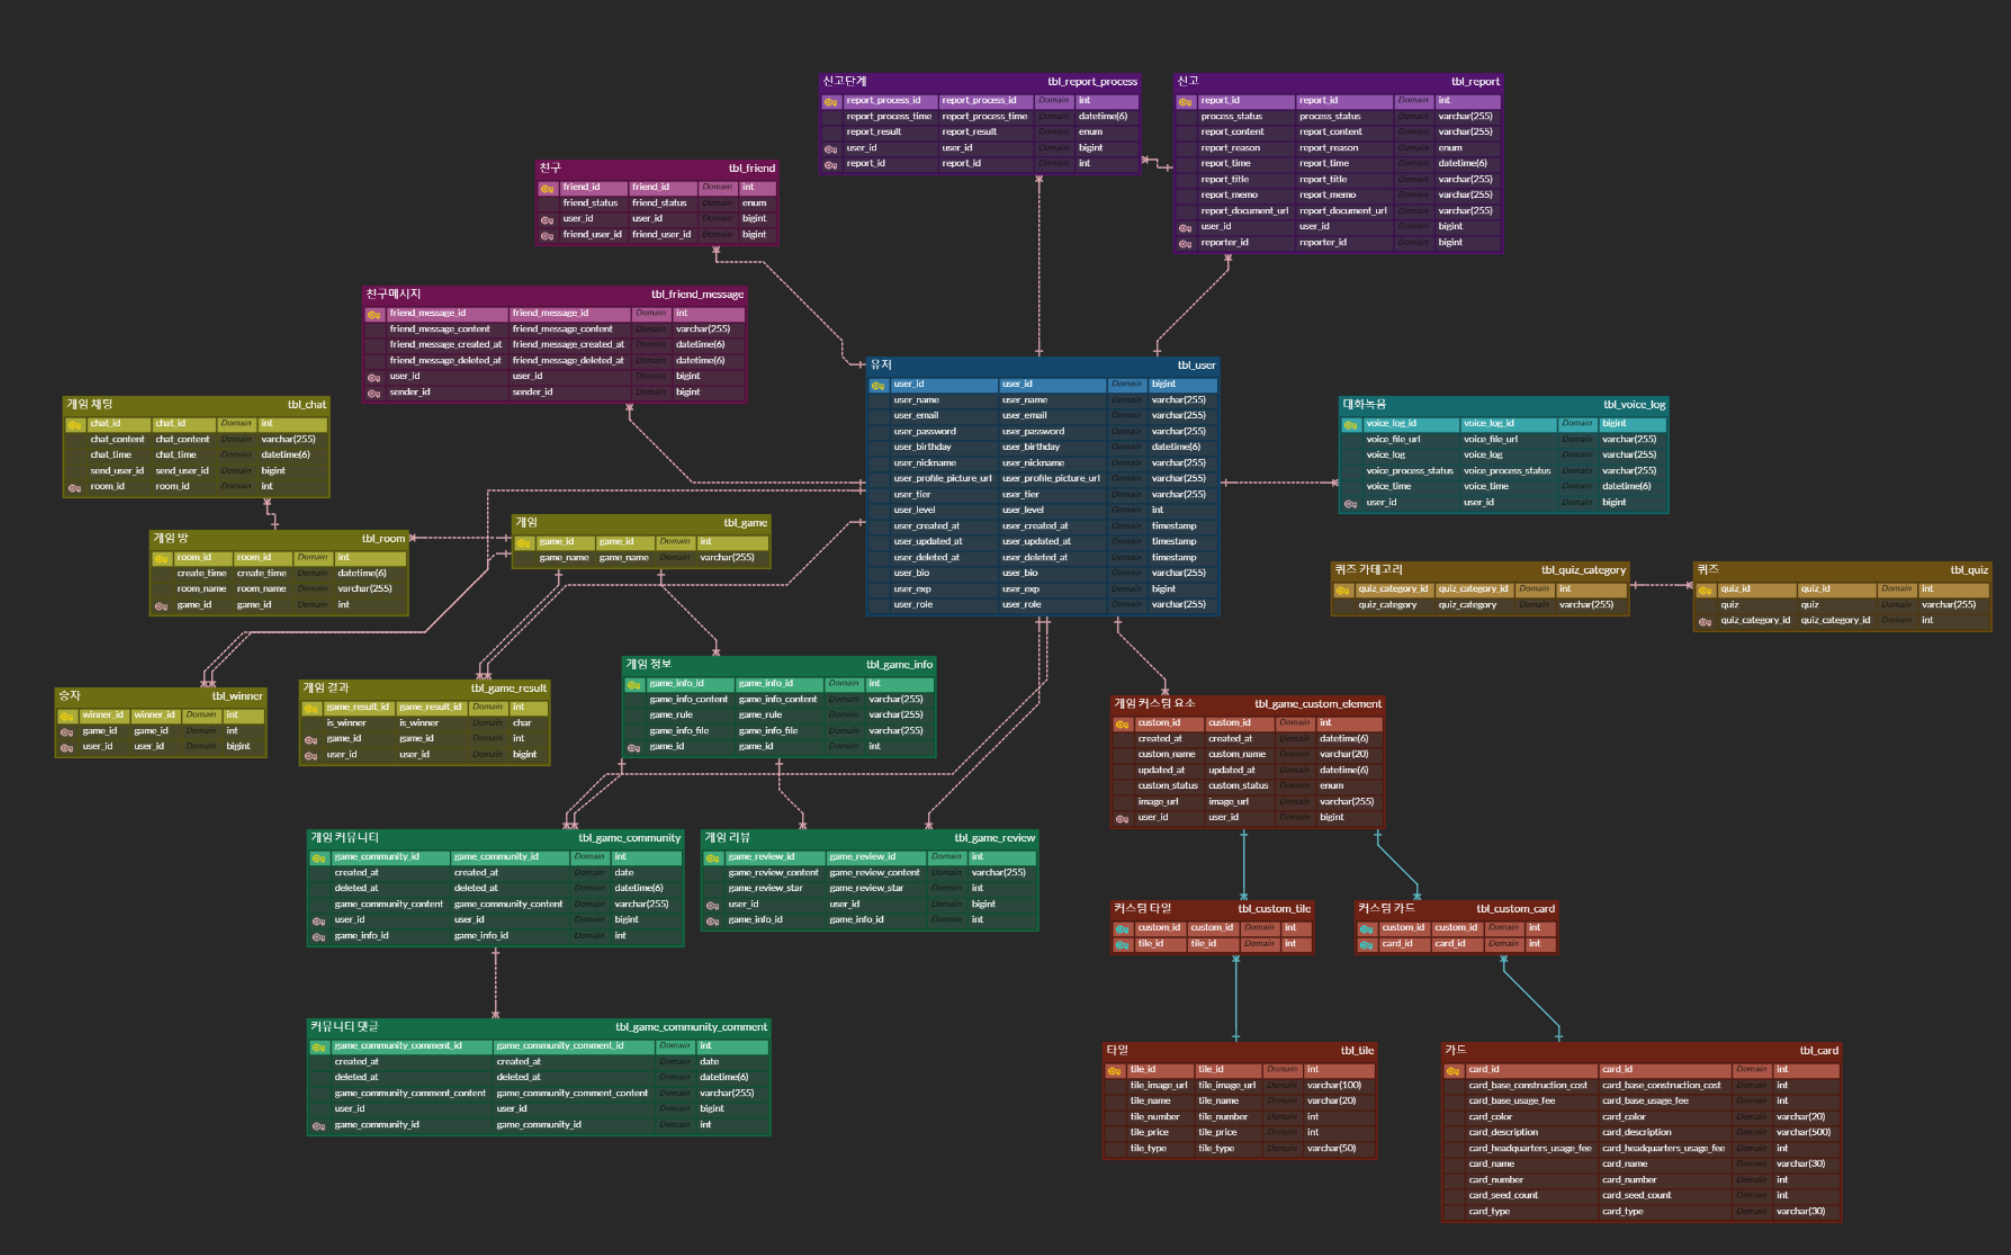 신고단계 tbl_report_process
report_process_id report_process_id Domain int
report_process_time report_process_time Domain datetime(6)
report_result report_result Domain enum
user_id user_id Domain bigint
report_id report_id Domain int
신고 tbl_report
report_id report_id Domain int
process_status process_status Domain varchar(255)
report_content report_content Domain varchar(255)
report_reason report_reason Domain enum
report_time report_time Domain datetime(6)
report_title report_title Domain varchar(255)
report_memo report_memo Domain varchar(255)
report_document_url report_document_url Domain varchar(255)
user_id user_id Domain bigint
reporter_id reporter_id Domain bigint
친구 tbl_friend
friend_id friend_id Domain int
friend_status friend_status Domain enum
user_id user_id Domain bigint
friend_user_id friend_user_id Domain bigint
친구메시지 tbl_friend_message
friend_message_id friend_message_id Domain int
friend_message_content friend_message_content Domain varchar(255)
friend_message_created_at friend_message_created_at Domain datetime(6)
friend_message_deleted_at friend_message_deleted_at Domain datetime(6)
user_id user_id Domain bigint
sender_id sender_id Domain bigint
유저 tbl_user
user_id user_id Domain bigint
user_name user_name Domain varchar(255)
user_email user_email Domain varchar(255)
user_password user_password Domain varchar(255)
user_birthday user_birthday Domain datetime(6)
user_nickname user_nickname Domain varchar(255)
user_profile_picture_url user_profile_picture_url Domain varchar(255)
user_tier user_tier Domain varchar(255)
user_level user_level Domain int
user_created_at user_created_at Domain timestamp
user_updated_at user_updated_at Domain timestamp
user_deleted_at user_deleted_at Domain timestamp
user_bio user_bio Domain varchar(255)
user_exp user_exp Domain bigint
user_role user_role Domain varchar(255)
게임 채팅 tbl_chat
chat_id chat_id Domain int
chat_content chat_content Domain varchar(255)
chat_time chat_time Domain datetime(6)
send_user_id send_user_id Domain bigint
room_id room_id Domain int
대화녹음 tbl_voice_log
voice_log_id voice_log_id Domain bigint
voice_file_url voice_file_url Domain varchar(255)
voice_log voice_log Domain varchar(255)
voice_process_status voice_process_status Domain varchar(255)
voice_time voice_time Domain datetime(6)
user_id user_id Domain bigint
게임 방 tbl_room
room_id room_id Domain int
create_time create_time Domain datetime(6)
room_name room_name Domain varchar(255)
game_id game_id Domain int
게임 tbl_game
game_id game_id Domain int
game_name game_name Domain varchar(255)
퀴즈 카테고리 tbl_quiz_category
quiz_category_id quiz_category_id Domain int
quiz_category quiz_category Domain varchar(255)
퀴즈 tbl_quiz
quiz_id quiz_id Domain int
quiz quiz Domain varchar(255)
quiz_category_id quiz_category_id Domain int
승자 tbl_winner
winner_id winner_id Domain int
game_id game_id Domain int
user_id user_id Domain bigint
게임 결과 tbl_game_result
game_result_id game_result_id Domain int
is_winner is_winner Domain char
game_id game_id Domain int
user_id user_id Domain bigint
게임 정보 tbl_game_info
game_info_id game_info_id Domain int
game_info_content game_info_content Domain varchar(255)
game_rule game_rule Domain varchar(255)
game_info_file game_info_file Domain varchar(255)
game_id game_id Domain int
게임 커스텀 요소 tbl_game_custom_element
custom_id custom_id Domain int
created_at created_at Domain datetime(6)
custom_name custom_name Domain varchar(20)
updated_at updated_at Domain datetime(6)
custom_status custom_status Domain enum
image_url image_url Domain varchar(255)
user_id user_id Domain bigint
게임 커뮤니티 tbl_game_community
game_community_id game_community_id Domain int
created_at created_at Domain date
deleted_at deleted_at Domain datetime(6)
game_community_content game_community_content Domain varchar(255)
user_id user_id Domain bigint
game_info_id game_info_id Domain int
게임 리뷰 tbl_game_review
game_review_id game_review_id Domain int
game_review_content game_review_content Domain varchar(255)
game_review_star game_review_star Domain int
user_id user_id Domain bigint
game_info_id game_info_id Domain int
커스텀 타일 tbl_custom_tile
custom_id custom_id Domain int
tile_id tile_id Domain int
커스텀 카드 tbl_custom_card
custom_id custom_id Domain int
card_id card_id Domain int
커뮤니티 댓글 tbl_game_community_comment
game_community_comment_id game_community_comment_id Domain int
created_at created_at Domain date
deleted_at deleted_at Domain datetime(6)
game_community_comment_content game_community_comment_content Domain varchar(255)
user_id user_id Domain bigint
game_community_id game_community_id Domain int
타일 tbl_tile
tile_id tile_id Domain int
tile_image_url tile_image_url Domain varchar(100)
tile_name tile_name Domain varchar(20)
tile_number tile_number Domain int
tile_price tile_price Domain int
tile_type tile_type Domain varchar(50)
카드 tbl_card
card_id card_id Domain int
card_base_construction_cost card_base_construction_cost Domain int
card_base_usage_fee card_base_usage_fee Domain int
card_color card_color Domain varchar(20)
card_description card_description Domain varchar(500)
card_headquarters_usage_fee card_headquarters_usage_fee Domain int
card_name card_name Domain varchar(30)
card_number card_number Domain int
card_seed_count card_seed_count Domain int
card_type card_type Domain varchar(30)